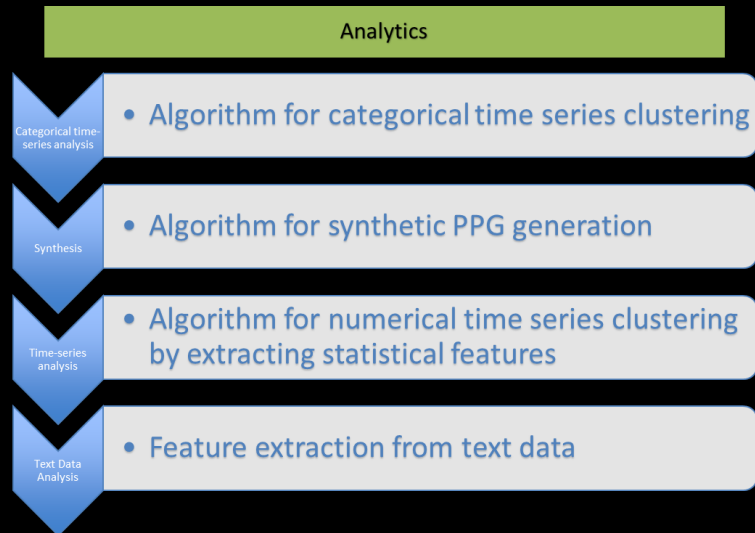 Analytics
Categorical time-
series analysis
• Algorithm for categorical time series clustering
Synthesis
• Algorithm for synthetic PPG generation
Time-series
analysis
• Algorithm for numerical time series clustering
by extracting statistical features
Text Data
Analysis
• Feature extraction from text data